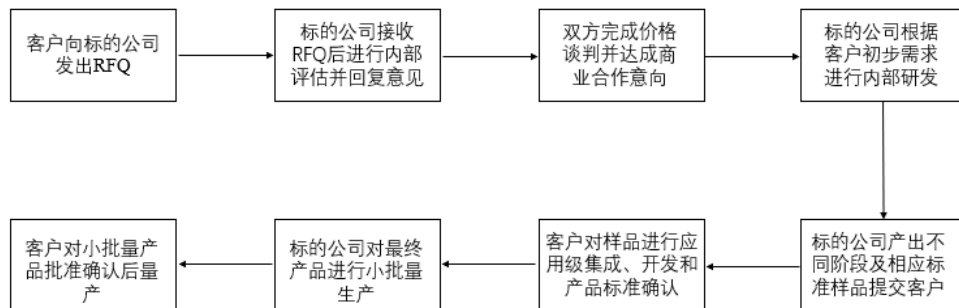 客户向标的公司
发出RFQ
标的公司接收
RFQ后进行内部
评估并回复意见
双方完成价格
谈判并达成商
业合作意向
标的公司根据
客户初步需求
进行内部研发
标的公司产出不
同阶段及相应标
准样品提交客户
客户对样品进行应
用级集成、开发和
产品标准确认
标的公司对最终
产品进行小批量
生产
客户对小批量产
品批准确认后量
产